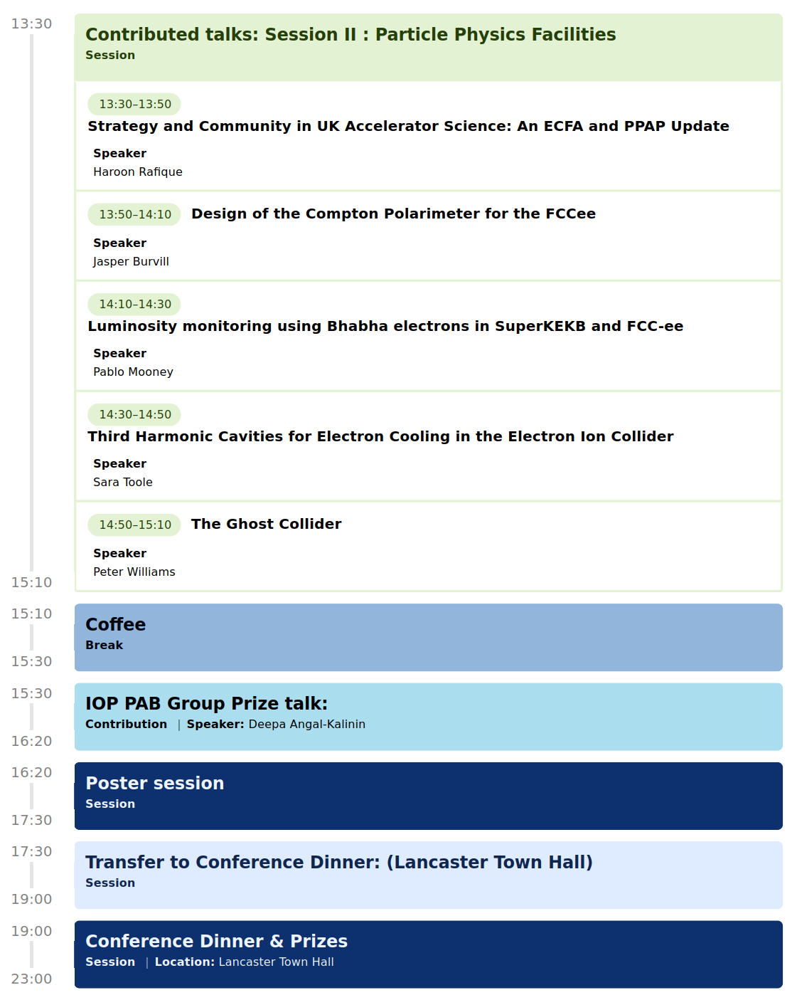 13:30
Contributed talks: Session II : Particle Physics Facilities
Session
13:30–13:50
Strategy and Community in UK Accelerator Science: An ECFA and PPAP Update
Speaker
Haroon Rafique
13:50–14:10 Design of the Compton Polarimeter for the FCCee
Speaker
Jasper Burvill
14:10–14:30
Luminosity monitoring using Bhabha electrons in SuperKEKB and FCC-ee
Speaker
Pablo Mooney
14:30–14:50
Third Harmonic Cavities for Electron Cooling in the Electron Ion Collider
Speaker
Sara Toole
14:50–15:10 The Ghost Collider
Speaker
Peter Williams
15:10
15:10
Coffee
Break
15:30
15:30
IOP PAB Group Prize talk:
Contribution | Speaker: Deepa Angal-Kalinin
16:20
16:20
Poster session
Session
17:30
17:30
Transfer to Conference Dinner: (Lancaster Town Hall)
Session
19:00
19:00
Conference Dinner & Prizes
Session | Location: Lancaster Town Hall
23:00